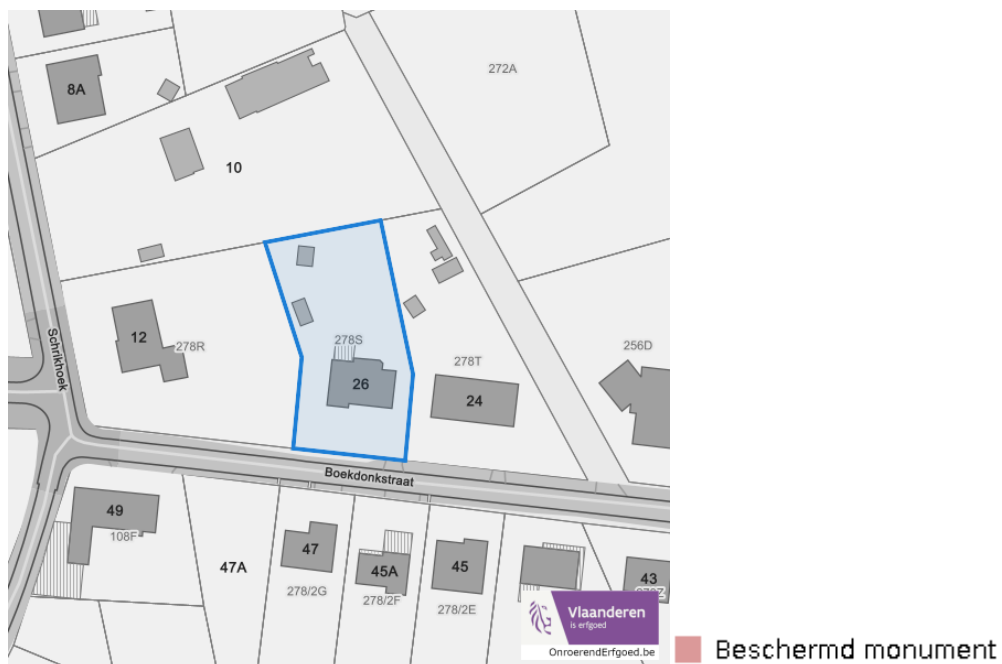 272A
8A
10
Schrikhoek
12
278R
278S
26
278T
24
256D
Boekdonkstraat
49
108F
47A
47
278/2G
45A
278/2F
45
278/2E
43
Vlaanderen
is erfgoed
OnroerendErfgoed.be
Beschermd monument